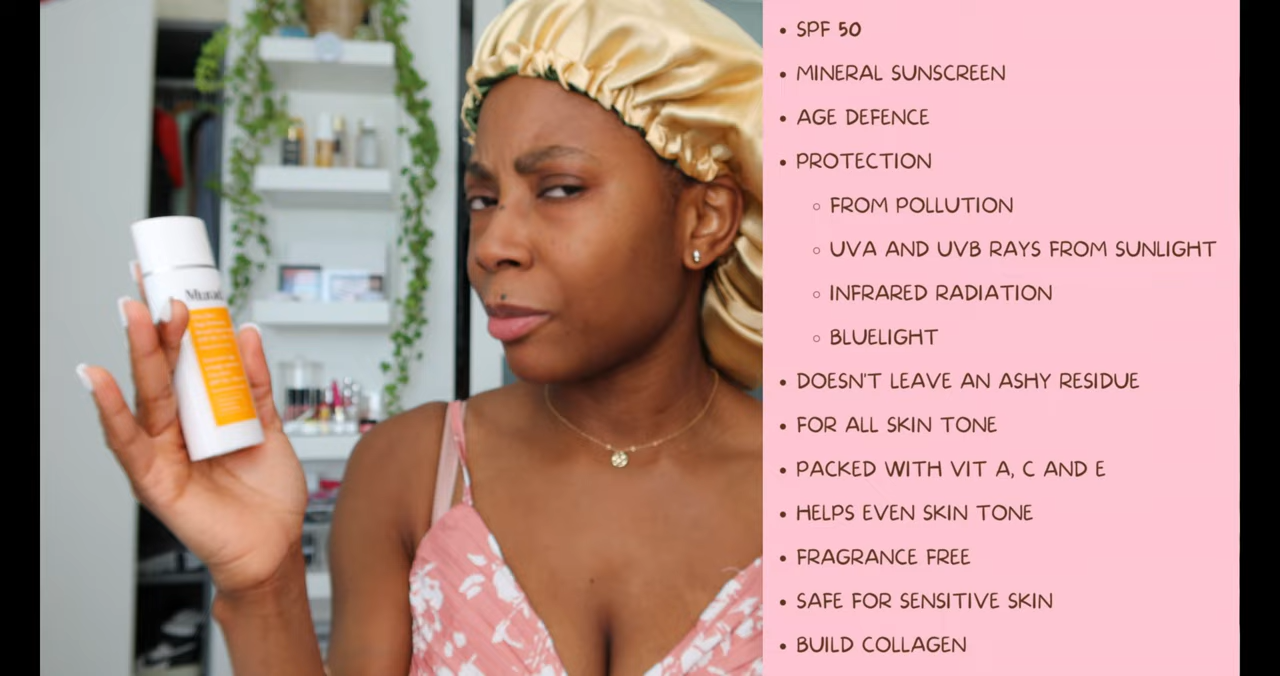 Murad
SPF 50
MINERAL SUNSCREEN
AGE DEFENCE
PROTECTION
FROM POLLUTION
UVA AND UVB RAYS FROM SUNLIGHT
INFRARED RADIATION
BLUELIGHT
DOESN'T LEAVE AN ASHY RESIDUE
FOR ALL SKIN TONE
PACKED WITH VIT A, C AND E
HELPS EVEN SKIN TONE
FRAGRANCE FREE
SAFE FOR SENSITIVE SKIN
BUILD COLLAGEN